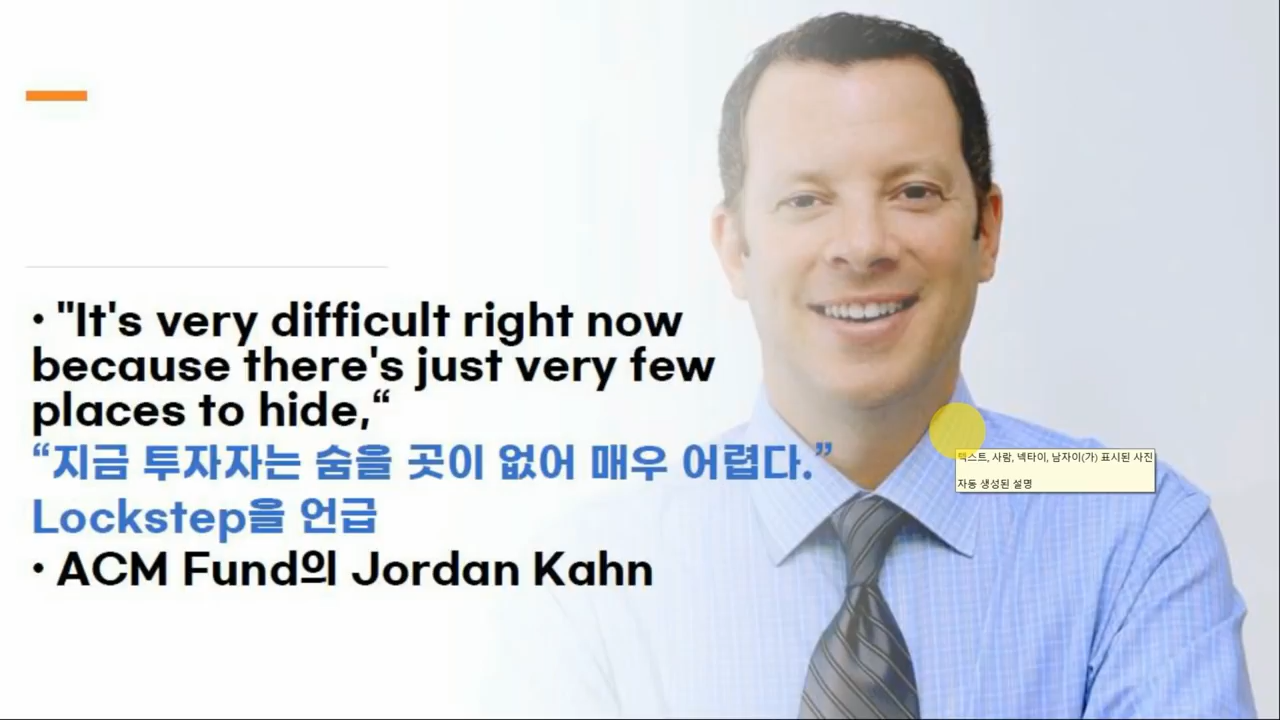 • "It's very difficult right now
because there's just very few
places to hide,“
“지금 투자자는 숨을 곳이 없어 매우 어렵다.”
Lockstep을 언급
• ACM Fund의 Jordan Kahn
텍스트, 사람, 넥타이, 남자이(가) 표시된 사진
자동 생성된 설명